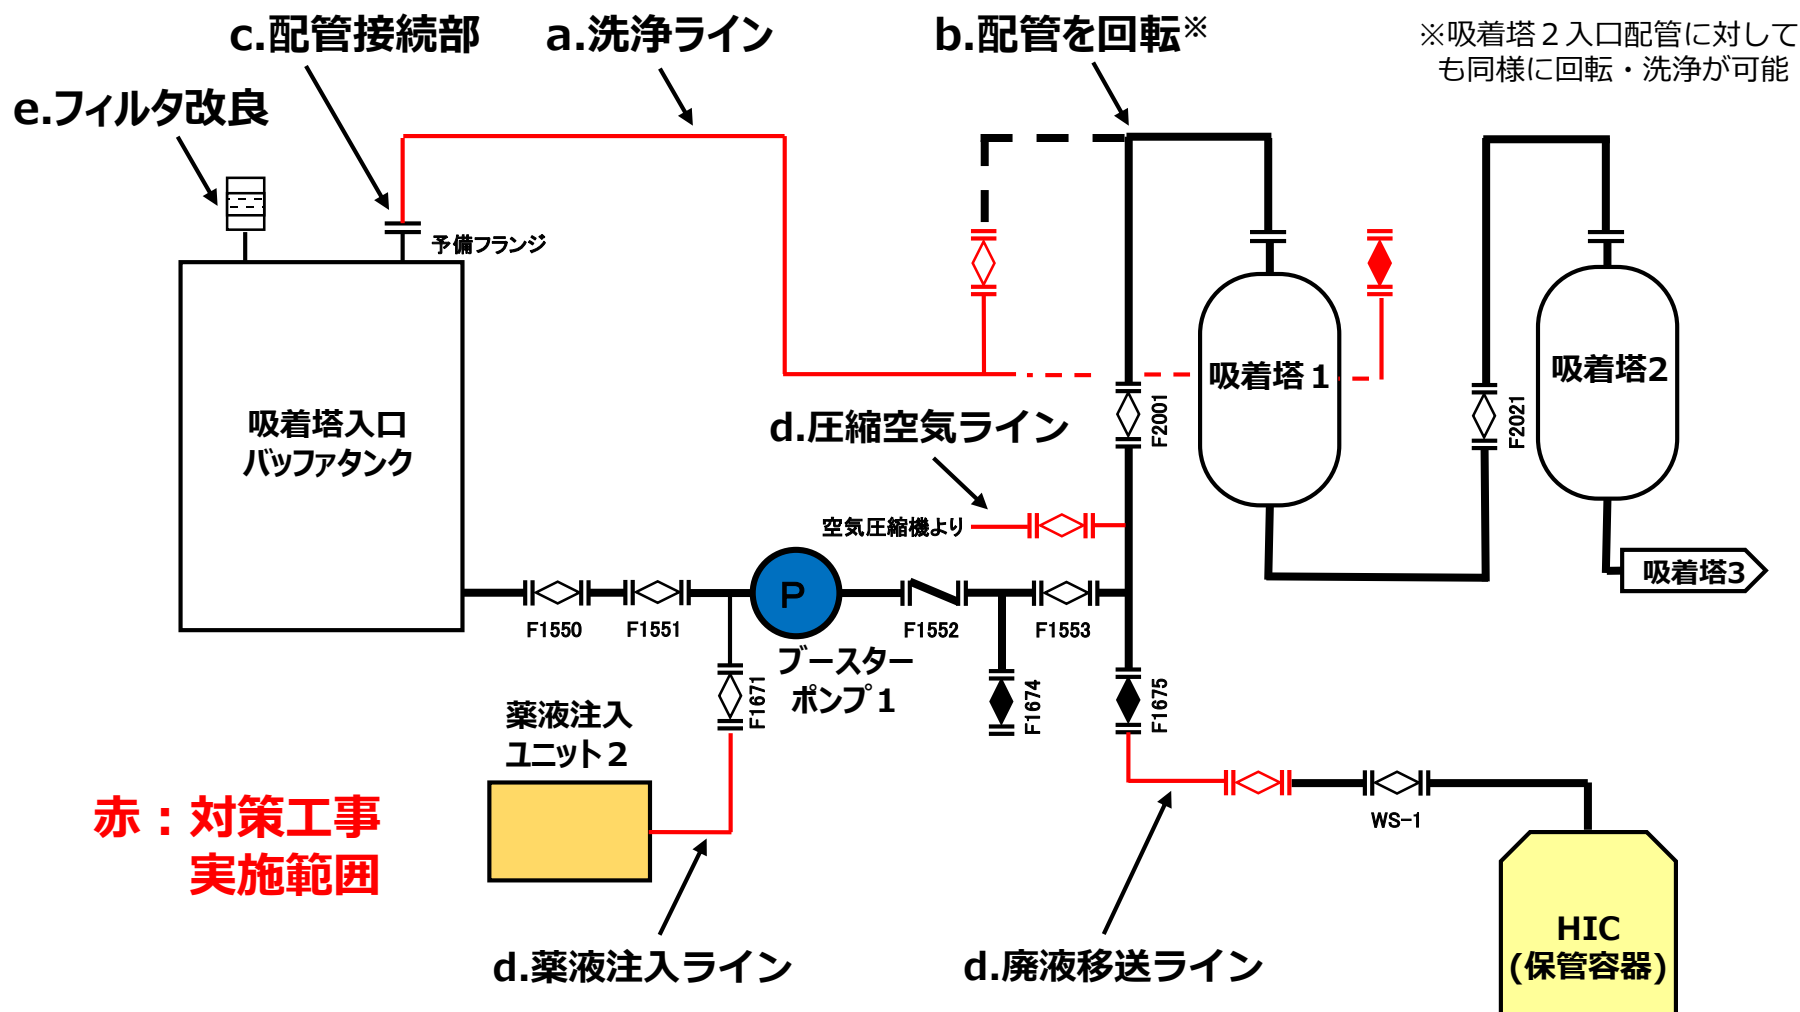 c.配管接続部
a.洗浄ライン
b.配管を回転※
※吸着塔２入口配管に対して
も同様に回転・洗浄が可能
e.フィルタ改良
予備フランジ
吸着塔１
吸着塔2
吸着塔入口
バッファタンク
F2001
F2021
d.圧縮空気ライン
空気圧縮機より
吸着塔3
P
F1550
F1551
F1552
F1553
ブースター
ポンプ１
F1671
F1674
F1675
薬液注入
ユニット２
WS-1
赤：対策工事
実施範囲
HIC
(保管容器)
d.薬液注入ライン
d.廃液移送ライン